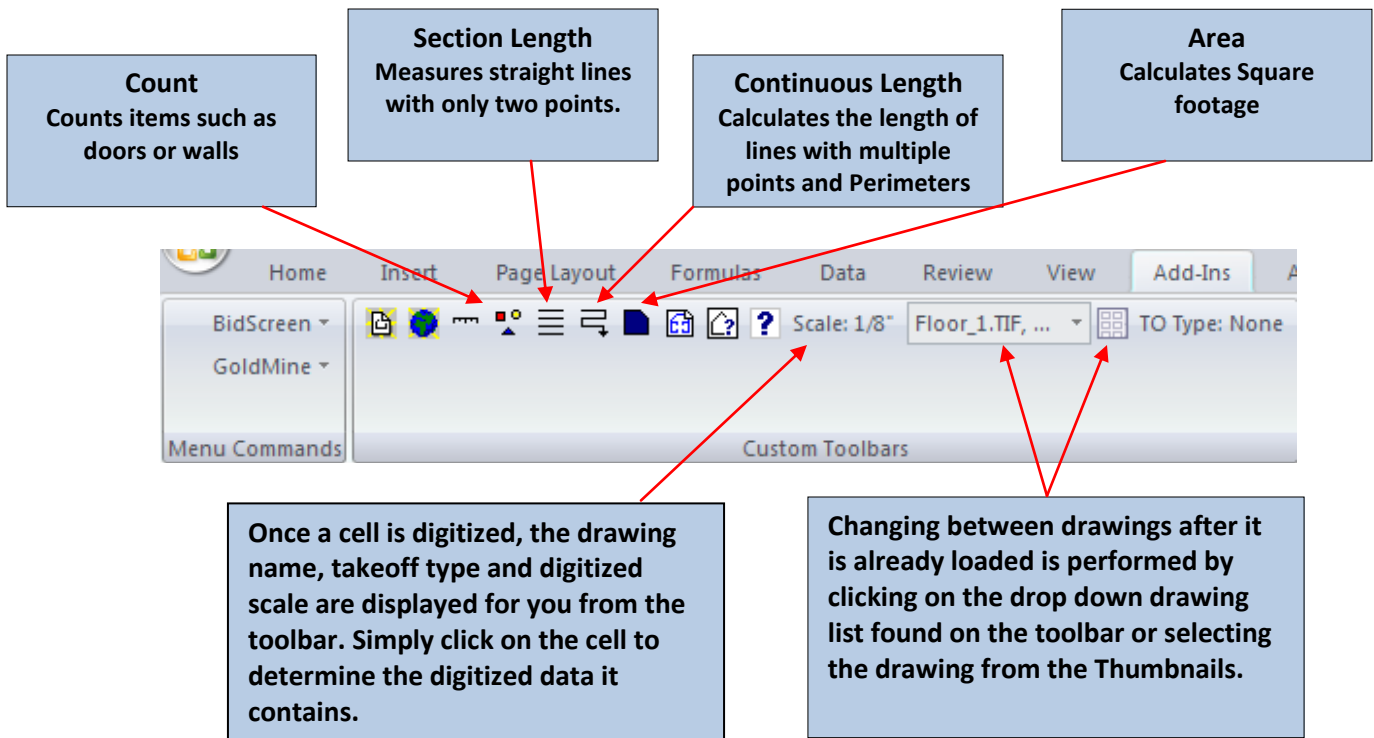 Count
Counts items such as
doors or walls
Section Length
Measures straight lines
with only two points.
Continuous Length
Calculates the length of
lines with multiple
points and Perimeters
Area
Calculates Square
footage
Home Insert Page Layout Formulas Data Review View Add-Ins A
BidScreen
GoldMine
Menu Commands
? ? Scale: 1/8" Floor_1.TIF, ... TO Type: None
Custom Toolbars
Once a cell is digitized, the drawing
name, takeoff type and digitized
scale are displayed for you from the
toolbar. Simply click on the cell to
determine the digitized data it
contains.
Changing between drawings after it
is already loaded is performed by
clicking on the drop down drawing
list found on the toolbar or selecting
the drawing from the Thumbnails.